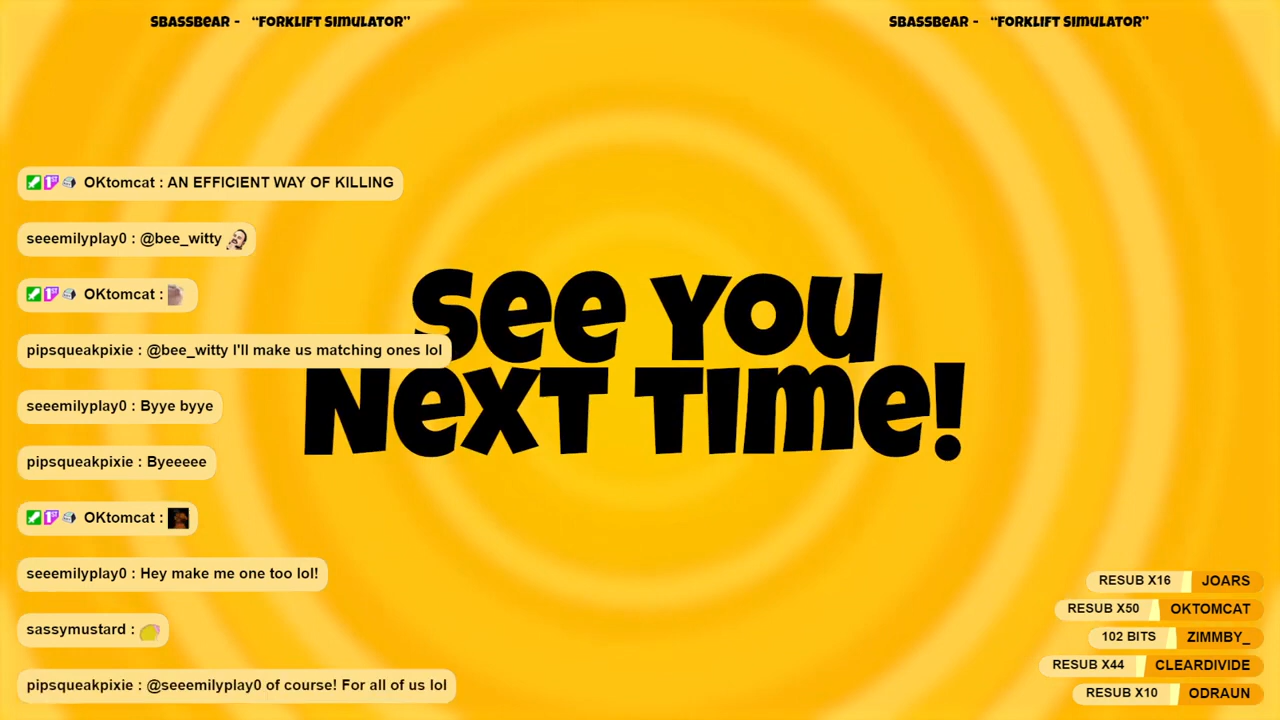 SBASSBEAR - “FORKLIFT SIMULATOR”
SBASSBEAR - “FORKLIFT SIMULATOR”
OKtomcat : AN EFFICIENT WAY OF KILLING
seeemilyplay0 : @bee_witty
OKtomcat :
pipsqueakpixie : @bee_witty I'll make us matching ones lol
seeemilyplay0 : Byye byye
pipsqueakpixie : Byeeeee
OKtomcat :
seeemilyplay0 : Hey make me one too lol!
sassymustard :
pipsqueakpixie : @seeemilyplay0 of course! For all of us lol
See You
Next Time!
RESUB X16 JOARS
RESUB X50 OKTOMCAT
102 BITS ZIMMBY_
RESUB X44 CLEARDIVIDE
RESUB X10 ODRAUN